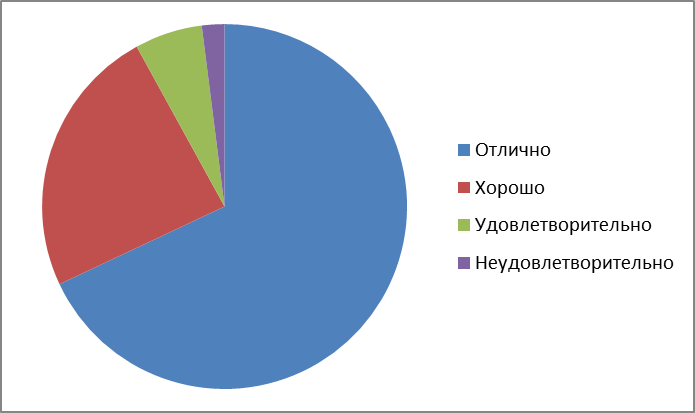 Отлично
Хорошо
Удовлетворительно
Неудовлетворительно